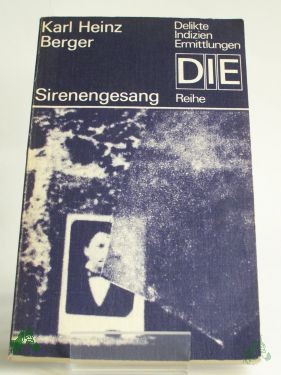 Karl Heinz
Berger
Delikte
Indizien
Ermittlungen
DIE
Sirenengesang
Reihe